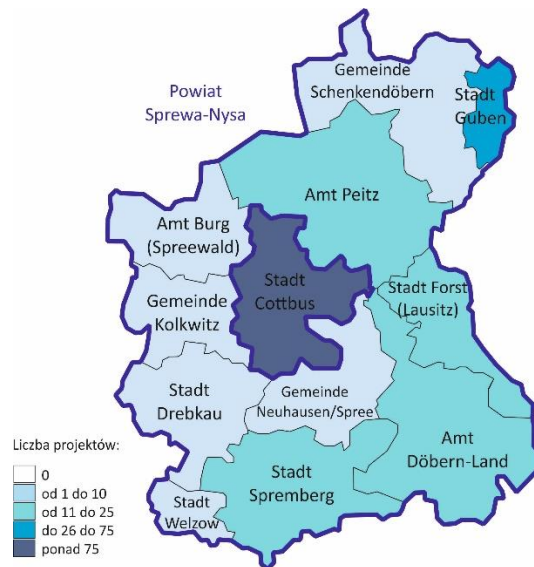 Powiat
Sprewa-Nysa
Gemeinde
Schenkendöbern
Stadt
Guben
Amt Peitz
Amt Burg
(Spreewald)
Stadt
Cottbus
Stadt Forst
(Lausitz)
Gemeinde
Kolkwitz
Stadt
Drebkau
Gemeinde
Neuhausen/Spree
Amt
Döbern-Land
Stadt
Spremberg
Stadt
Welzow
Liczba projektów:
0
od 1 do 10
od 11 do 25
do 26 do 75
ponad 75